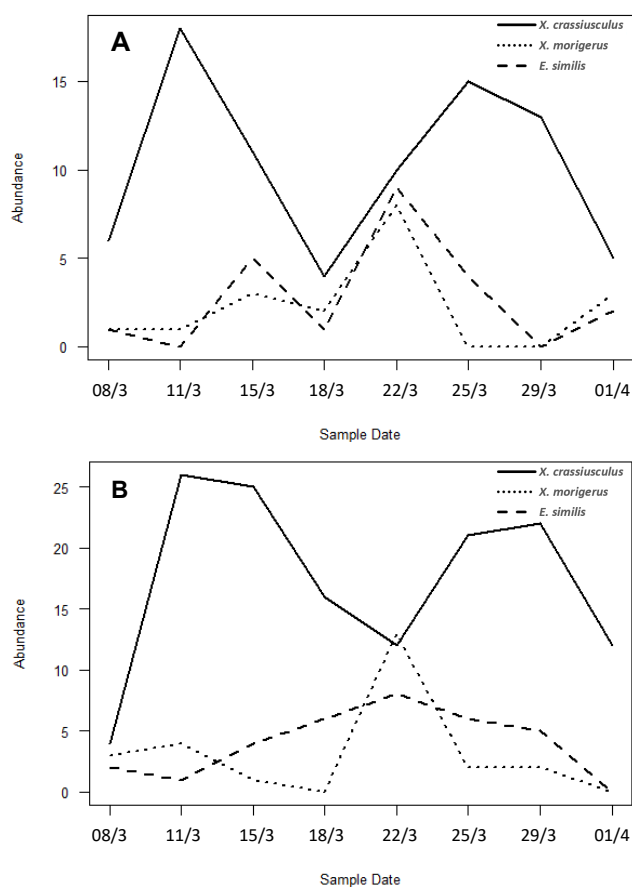 A
X. crassiusculus
X. morigerus
E. similis
15
10
5
0
Abundance
08/3 11/3 15/3 18/3 22/3 25/3 29/3 01/4
Sample Date
B
X. crassiusculus
X. morigerus
E. similis
25
20
15
10
5
0
Abundance
08/3 11/3 15/3 18/3 22/3 25/3 29/3 01/4
Sample Date